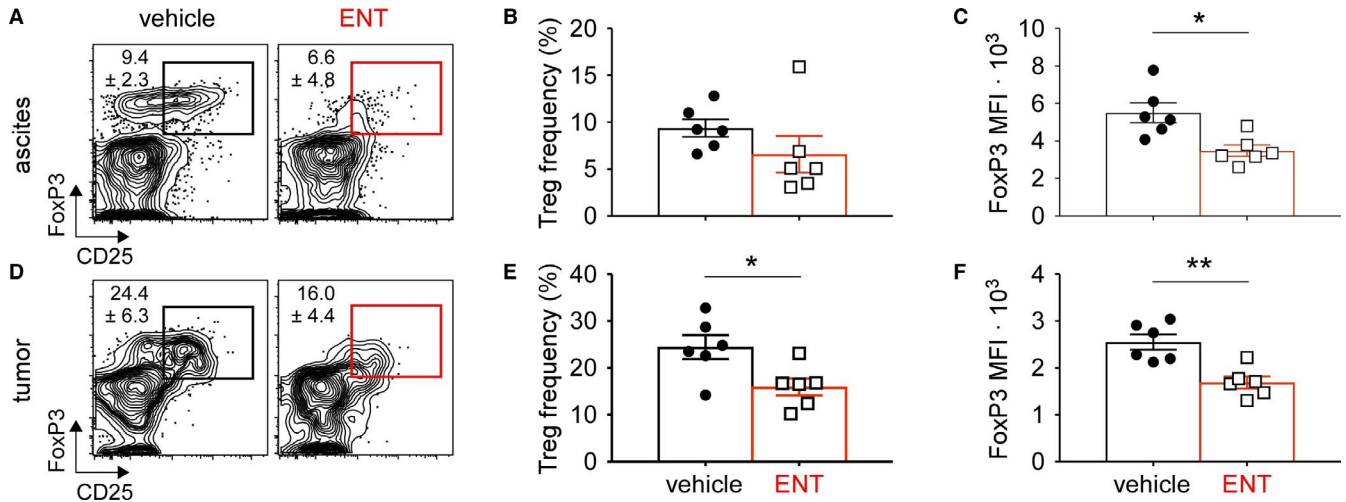 A
vehicle
ENT
9.4
± 2.3
6.6
± 4.8
ascites
FoxP3
CD25
B
Treg frequency (%)
20
15
10
5
0
C
*
FoxP3 MFI · 10³
10
8
6
4
2
0
D
24.4
± 6.3
16.0
± 4.4
tumor
FoxP3
CD25
E
*
Treg frequency (%)
40
30
20
10
0
vehicle
ENT
F
**
FoxP3 MFI · 10³
4
3
2
1
0
vehicle
ENT